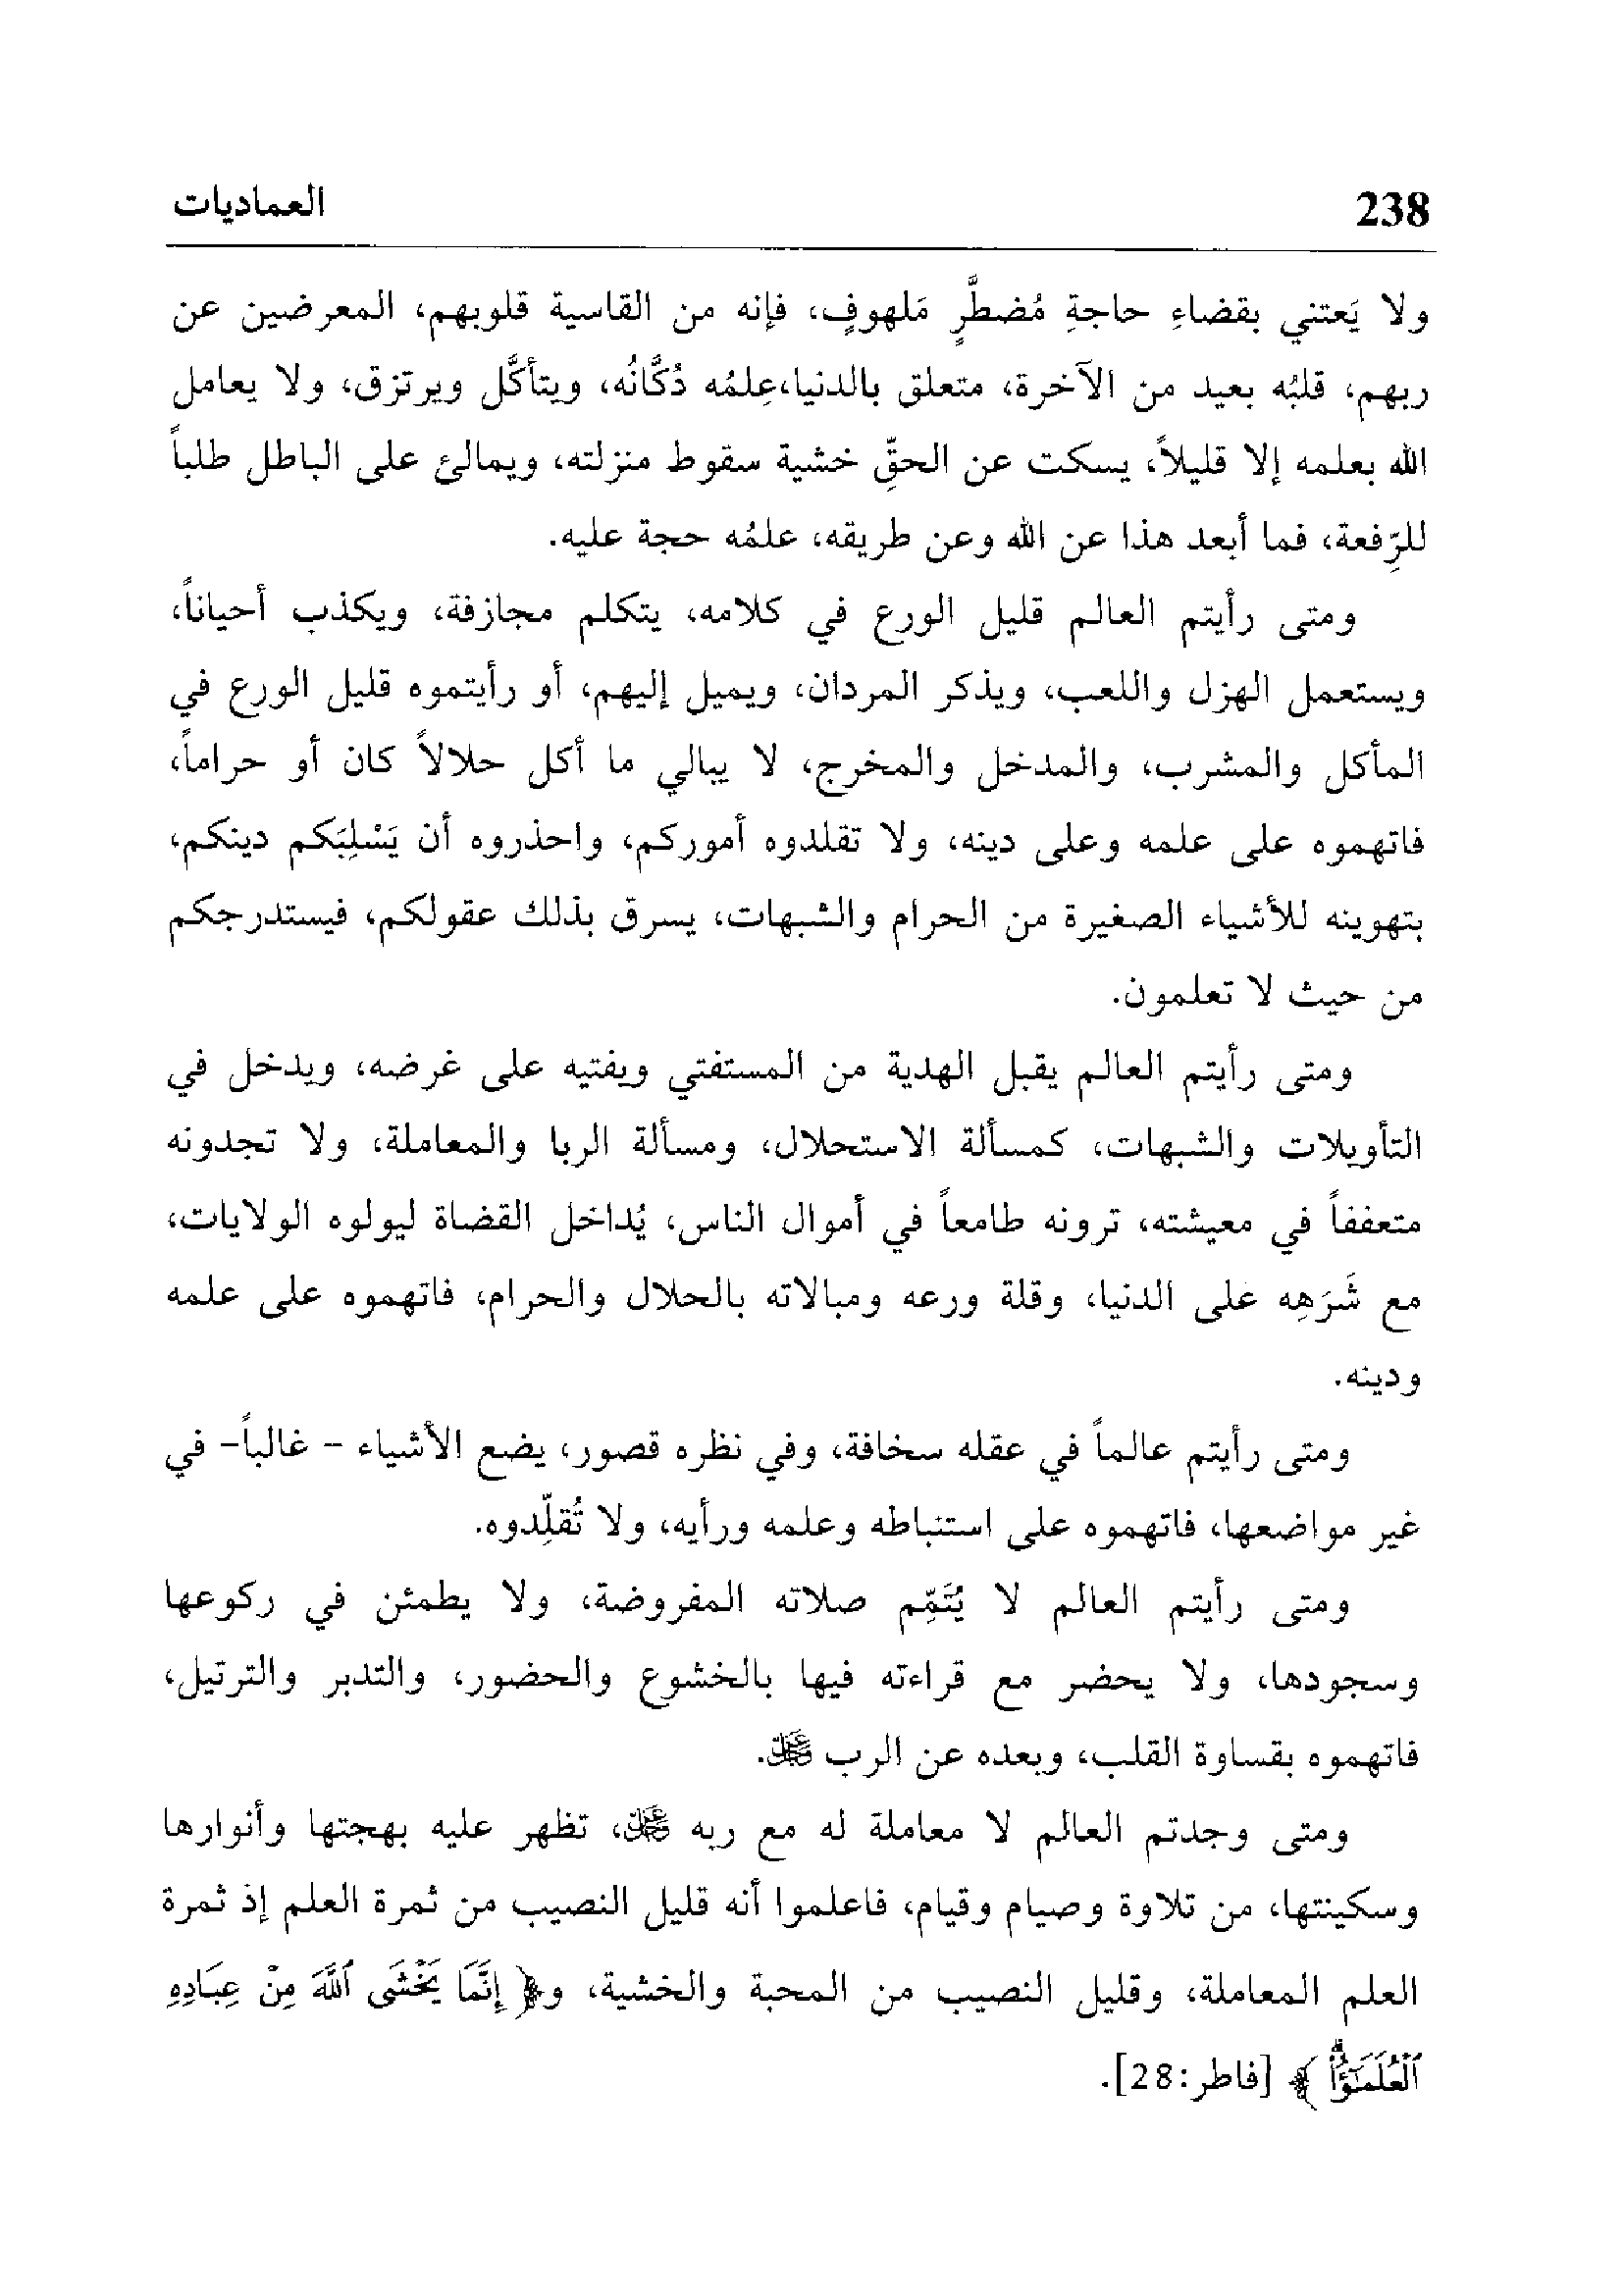 238
العماديات
ولا يَعتني بقضاءِ حاجةِ مُضطرٍّ مَلهوفٍ، فإنه من القاسية قلوبهم، المعرضين عن
ربهم، قلبُه بعيد من الآخرة، متعلق بالدنيا،عِلمُه دُكَّانُه، ويتأكَّل ويرتزق، ولا يعامل
الله بعلمه إلا قليلاً، يسكت عن الحقِّ خشية سقوط منزلته، ويمالئ على الباطل طلباً
للرِّفعة، فما أبعد هذا عن الله وعن طريقه، علمُه حجة عليه.
ومتى رأيتم العالم قليل الورع في كلامه، يتكلم مجازفة، ويكذب أحياناً،
ويستعمل الهزل واللعب، ويذكر المردان، ويميل إليهم، أو رأيتموه قليل الورع في
المأكل والمشرب، والمدخل والمخرج، لا يبالي ما أكل حلالاً كان أو حراماً،
فاتهموه على علمه وعلى دينه، ولا تقلدوه أموركم، واحذروه أن يَسْلِبَكم دينكم،
بتهوينه للأشياء الصغيرة من الحرام والشبهات، يسرق بذلك عقولكم، فيستدرجكم
من حيث لا تعلمون.
ومتى رأيتم العالم يقبل الهدية من المستفتي ويفتيه على غرضه، ويدخل في
التأويلات والشبهات، كمسألة الاستحلال، ومسألة الربا والمعاملة، ولا تجدونه
متعففاً في معيشته، ترونه طامعاً في أموال الناس، يُداخل القضاة ليولوه الولايات،
مع شَرَهِه على الدنيا، وقلة ورعه ومبالاته بالحلال والحرام، فاتهموه على علمه
ودينه.
ومتى رأيتم عالماً في عقله سخافة، وفي نظره قصور، يضع الأشياء - غالباً- في
غير مواضعها، فاتهموه على استنباطه وعلمه ورأيه، ولا تُقلِّدوه.
ومتى رأيتم العالم لا يُتَمِّم صلاته المفروضة، ولا يطمئن في ركوعها
وسجودها، ولا يحضر مع قراءته فيها بالخشوع والحضور، والتدبر والترتيل،
فاتهموه بقساوة القلب، وبعده عن الرب عَزَّ وَجَلَّ.
ومتى وجدتم العالم لا معاملة له مع ربه عَزَّ وَجَلَّ، تظهر عليه بهجتها وأنوارها
وسكينتها، من تلاوة وصيام وقيام، فاعلموا أنه قليل النصيب من ثمرة العلم إذ ثمرة
العلم المعاملة، وقليل النصيب من المحبة والخشية، و﴿ إِنَّمَا يَخْشَى ٱللَّهَ مِنْ عِبَادِهِ
ٱلْعُلَمَـٰٓؤُاْۗ ﴾ [فاطر:28].